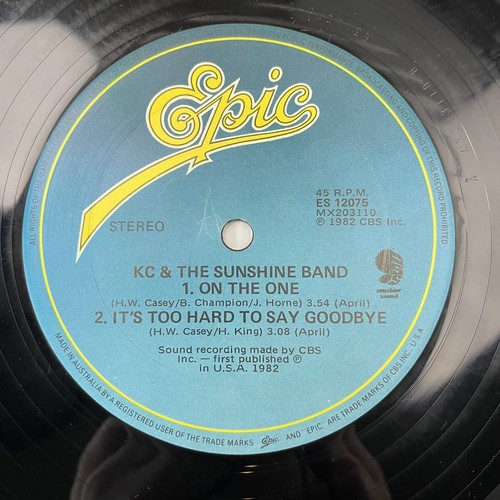 Epic
45 R.P.M.
ES 12075
MX203110
℗ 1982 CBS Inc.
STEREO
KC & THE SUNSHINE BAND
1. ON THE ONE
(H.W. Casey/B. Champion/J. Horne) 3.54 (April)
2. IT'S TOO HARD TO SAY GOODBYE
(H.W. Casey/H. King) 3.08 (April)
Sound recording made by CBS
Inc. — first published ℗
in U.S.A. 1982
sunshine
sound
MADE IN AUSTRALIA BY A REGISTERED USER OF THE TRADE MARKS Epic AND EPIC. ARE TRADE MARKS OF CBS INC. U.S.A.